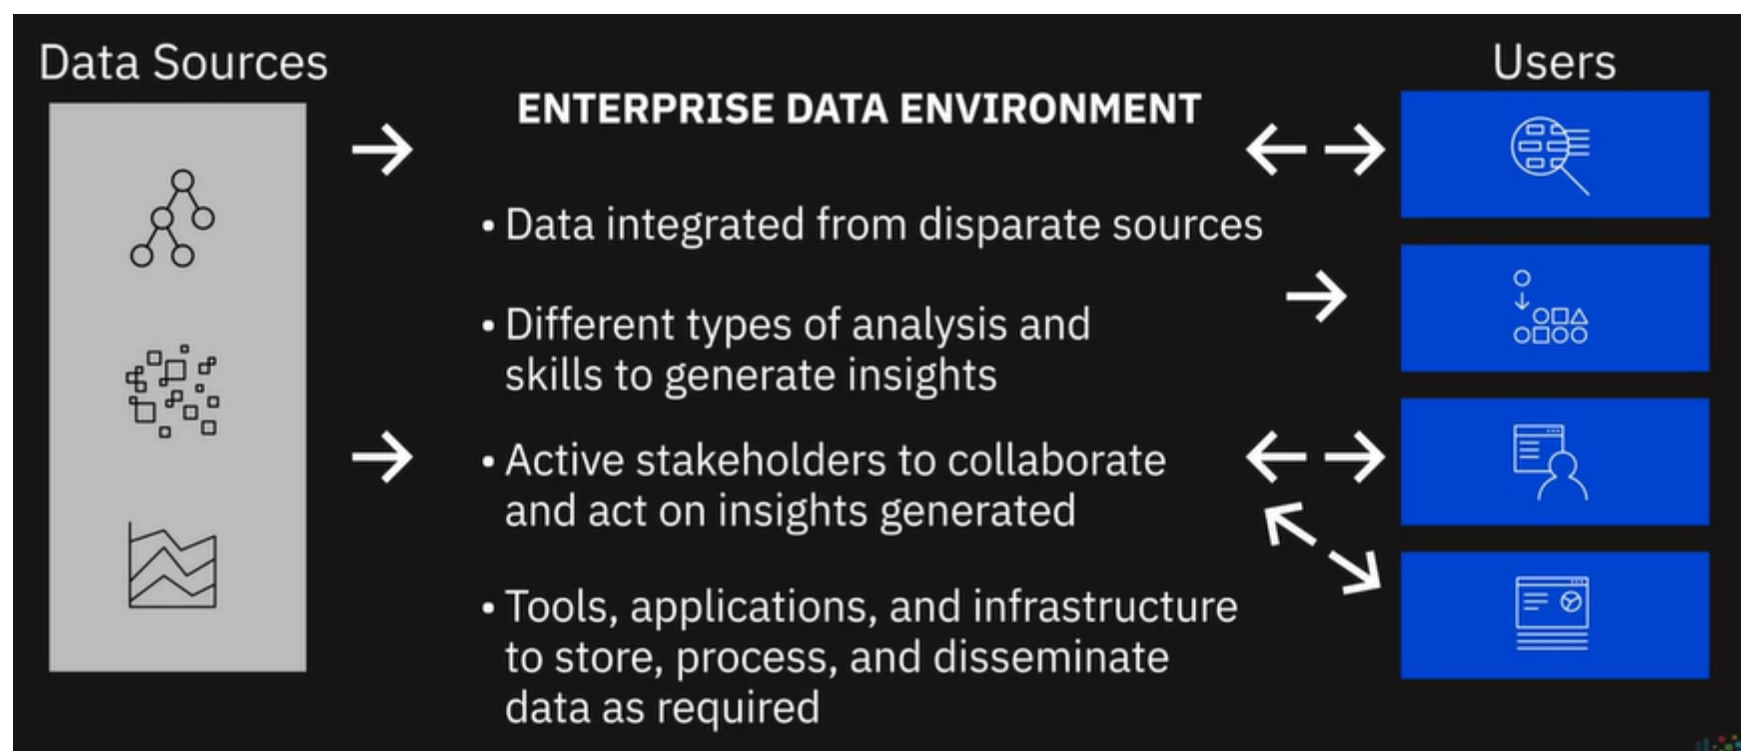 Data Sources
Users
ENTERPRISE DATA ENVIRONMENT
• Data integrated from disparate sources
• Different types of analysis and
skills to generate insights
• Active stakeholders to collaborate
and act on insights generated
• Tools, applications, and infrastructure
to store, process, and disseminate
data as required